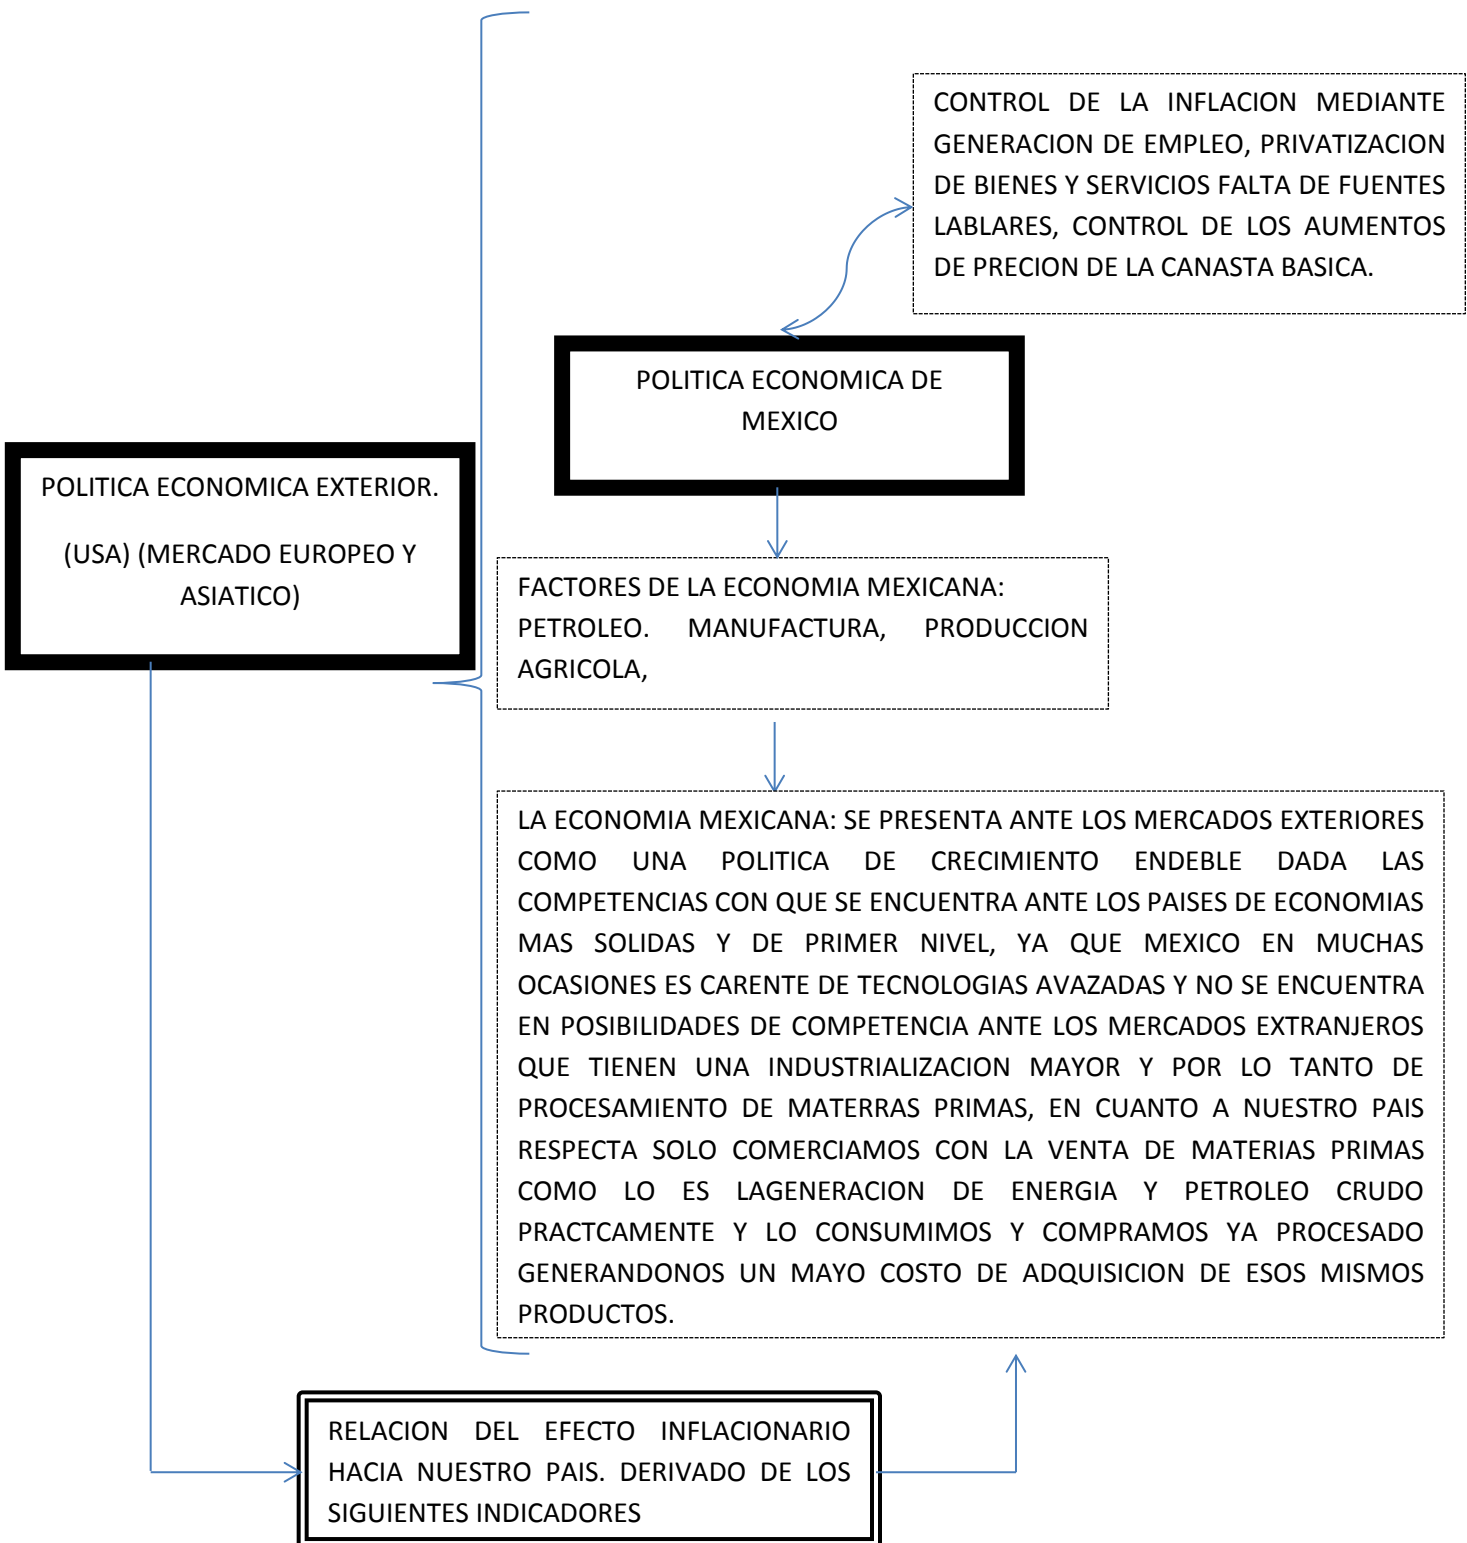 CONTROL DE LA INFLACION MEDIANTE
GENERACION DE EMPLEO, PRIVATIZACION
DE BIENES Y SERVICIOS FALTA DE FUENTES
LABLARES, CONTROL DE LOS AUMENTOS
DE PRECION DE LA CANASTA BASICA.
POLITICA ECONOMICA DE
MEXICO
POLITICA ECONOMICA EXTERIOR.
(USA) (MERCADO EUROPEO Y
ASIATICO)
FACTORES DE LA ECONOMIA MEXICANA:
PETROLEO. MANUFACTURA, PRODUCCION
AGRICOLA,
LA ECONOMIA MEXICANA: SE PRESENTA ANTE LOS MERCADOS EXTERIORES
COMO UNA POLITICA DE CRECIMIENTO ENDEBLE DADA LAS
COMPETENCIAS CON QUE SE ENCUENTRA ANTE LOS PAISES DE ECONOMIAS
MAS SOLIDAS Y DE PRIMER NIVEL, YA QUE MEXICO EN MUCHAS
OCASIONES ES CARENTE DE TECNOLOGIAS AVAZADAS Y NO SE ENCUENTRA
EN POSIBILIDADES DE COMPETENCIA ANTE LOS MERCADOS EXTRANJEROS
QUE TIENEN UNA INDUSTRIALIZACION MAYOR Y POR LO TANTO DE
PROCESAMIENTO DE MATERRAS PRIMAS, EN CUANTO A NUESTRO PAIS
RESPECTA SOLO COMERCIAMOS CON LA VENTA DE MATERIAS PRIMAS
COMO LO ES LAGENERACION DE ENERGIA Y PETROLEO CRUDO
PRACTCAMENTE Y LO CONSUMIMOS Y COMPRAMOS YA PROCESADO
GENERANDONOS UN MAYO COSTO DE ADQUISICION DE ESOS MISMOS
PRODUCTOS.
RELACION DEL EFECTO INFLACIONARIO
HACIA NUESTRO PAIS. DERIVADO DE LOS
SIGUIENTES INDICADORES